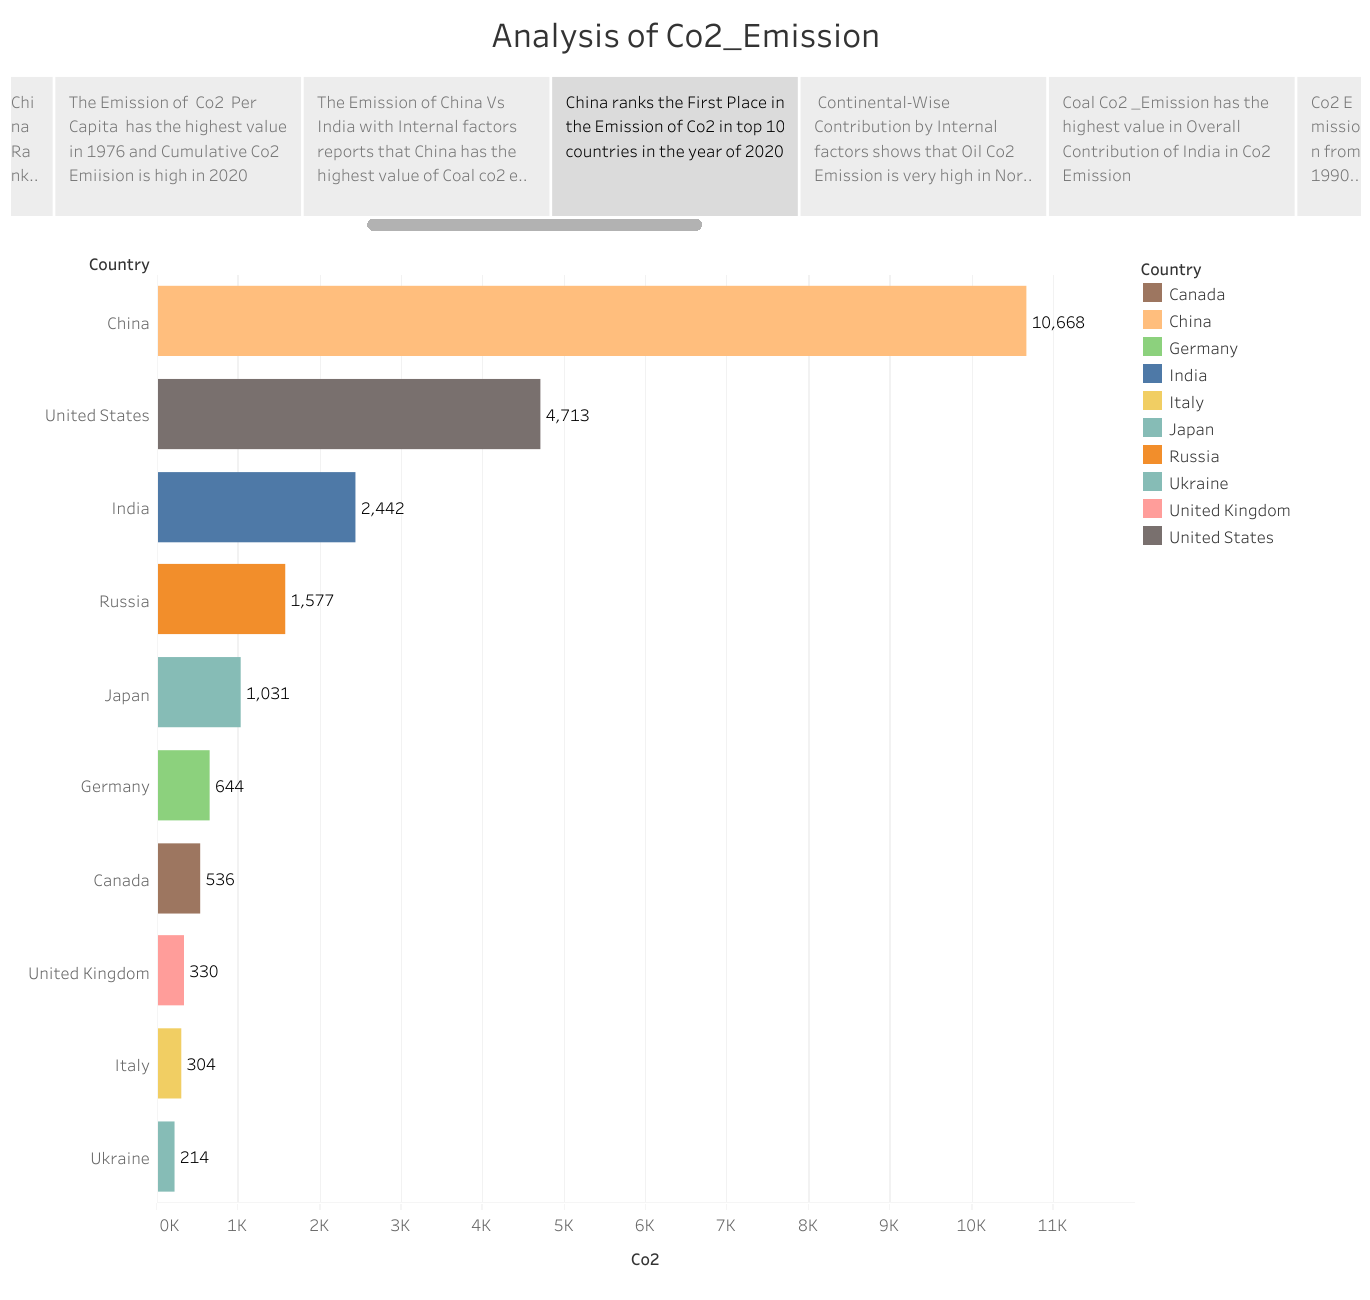 Analysis of Co2_Emission
Chi
na
Ra
nk..
The Emission of  Co2  Per
Capita  has the highest value
in 1976 and Cumulative Co2
Emiision is high in 2020
The Emission of China Vs
India with Internal factors
reports that China has the
highest value of Coal co2 e..
China ranks the First Place in
the Emission of Co2 in top 10
countries in the year of 2020
Continental-Wise
Contribution by Internal
factors shows that Oil Co2
Emission is very high in Nor..
Coal Co2 _Emission has the
highest value in Overall
Contribution of India in Co2
Emission
Co2 E
missio
n from
1990..
Country
China
10,668
United States
4,713
India
2,442
Russia
1,577
Japan
1,031
Germany
644
Canada
536
United Kingdom
330
Italy
304
Ukraine
214
0K 1K 2K 3K 4K 5K 6K 7K 8K 9K 10K 11K
Co2
Country
Canada
China
Germany
India
Italy
Japan
Russia
Ukraine
United Kingdom
United States